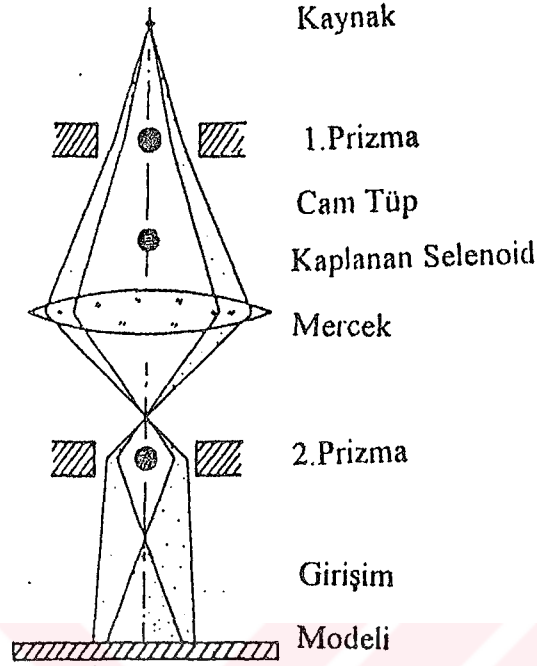 Kaynak
1.Prizma
Cam Tüp
Kaplanan Selenoid
Mercek
2.Prizma
Girişim
Modeli